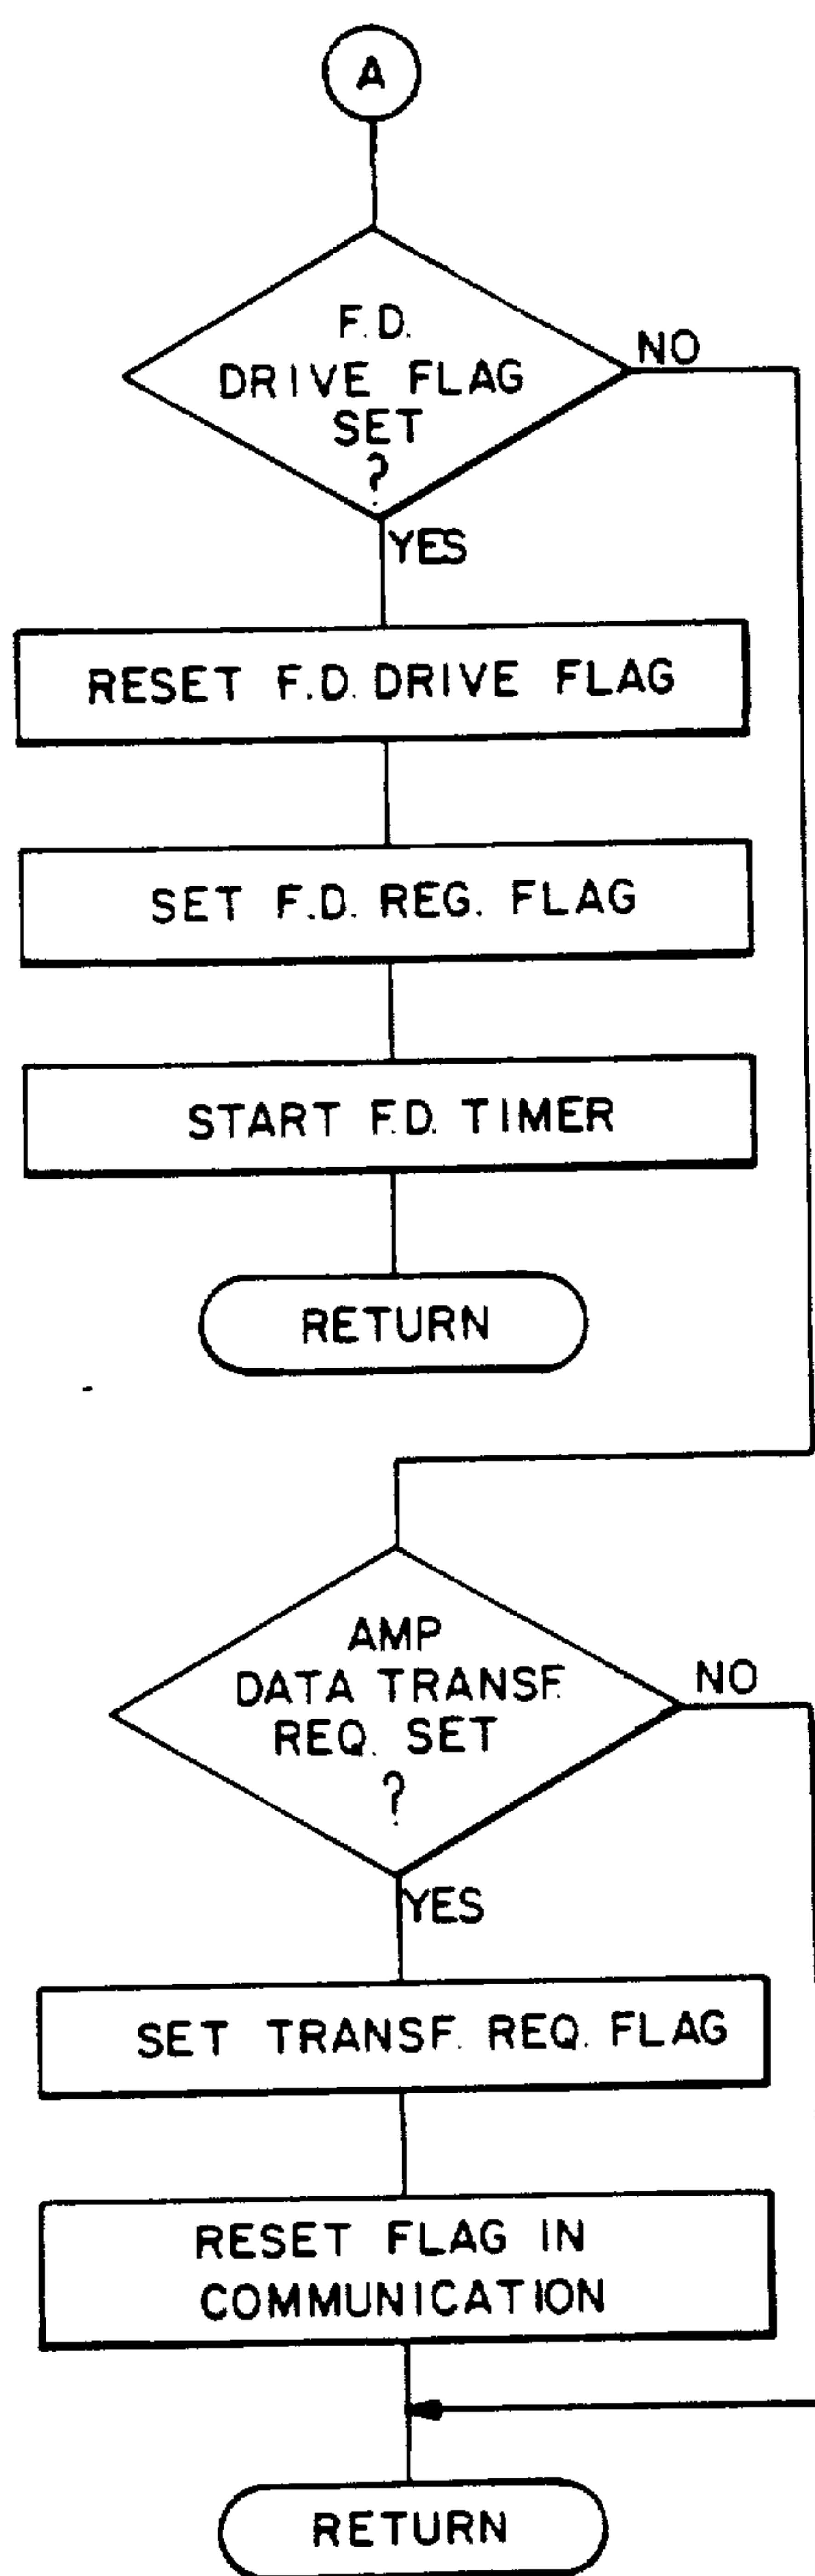 A
F.D.
DRIVE FLAG
SET
?
NO
YES
RESET F.D. DRIVE FLAG
SET F.D. REG. FLAG
START F.D. TIMER
RETURN
AMP
DATA TRANSF.
REQ. SET
?
NO
YES
SET TRANSF. REQ. FLAG
RESET FLAG IN
COMMUNICATION
RETURN